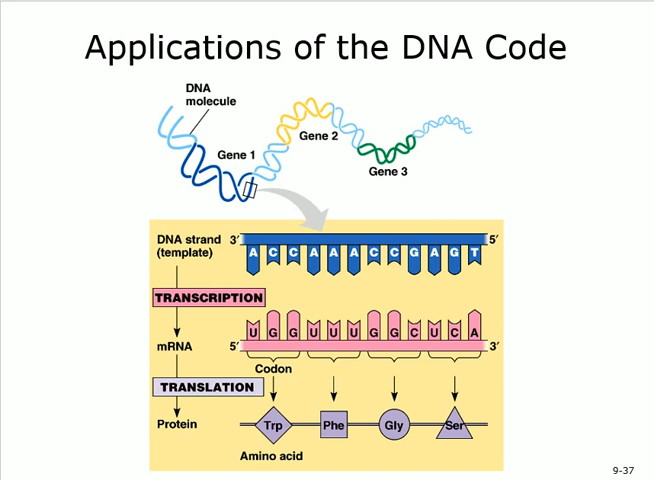 Applications of the DNA Code
DNA
molecule
Gene 1
Gene 2
Gene 3
DNA strand
(template)
3′
A C C A A A C C G A G T
5′
TRANSCRIPTION
U G G U U U G G C U C A
mRNA
5′
3′
Codon
TRANSLATION
Protein
Trp
Phe
Gly
Ser
Amino acid
9-37